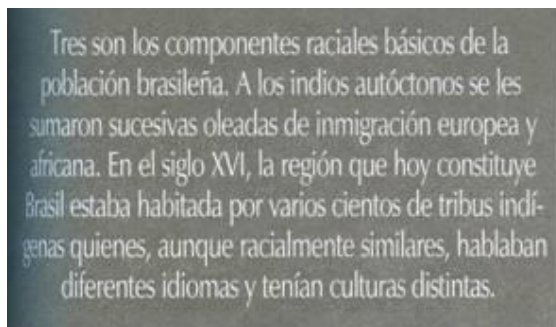 Tres son los componentes raciales básicos de la
población brasileña. A los indios autóctonos se les
sumaron sucesivas oleadas de inmigración europea y
africana. En el siglo XVI, la región que hoy constituye
Brasil estaba habitada por varios cientos de tribus indí-
genas quienes, aunque racialmente similares, hablaban
diferentes idiomas y tenían culturas distintas.